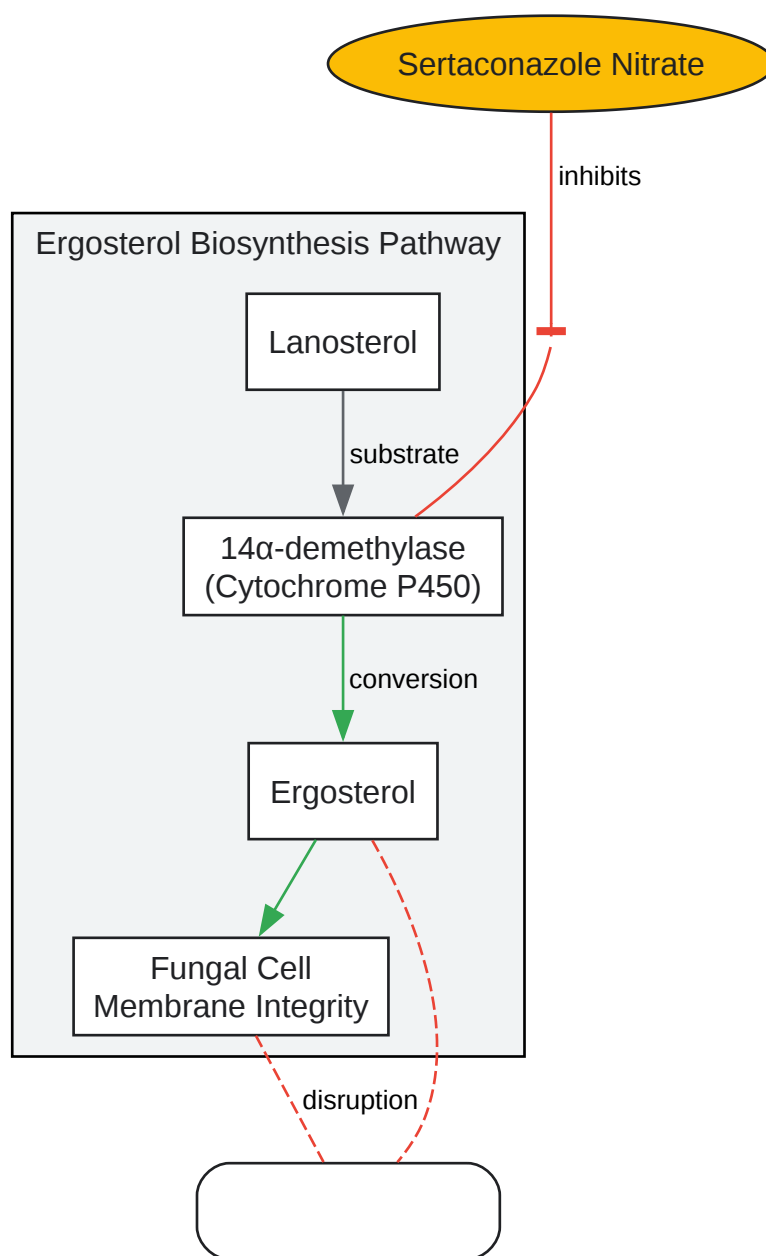 Sertaconazole Nitrate
inhibits
Ergosterol Biosynthesis Pathway
Lanosterol
substrate
14α-demethylase
(Cytochrome P450)
conversion
Ergosterol
Fungal Cell
Membrane Integrity
disruption